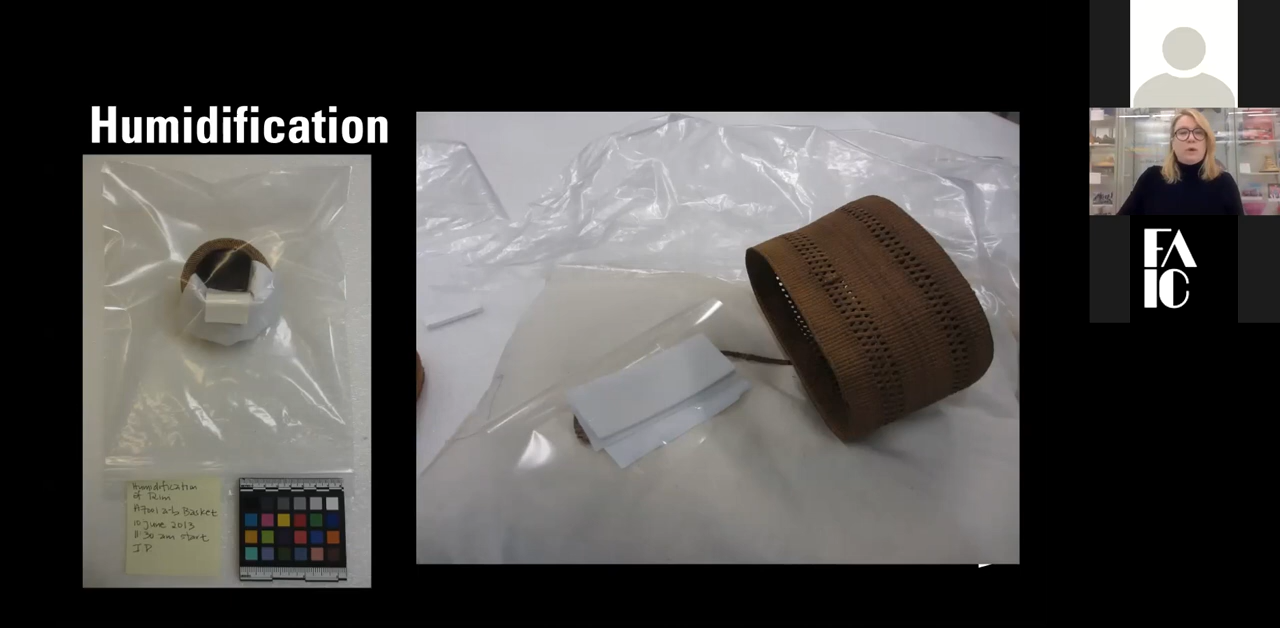 Humidification
FA
IC
Humidification
of Rim
A7001 a-b Basket
10 June 2013
11:30 am start
J.D.